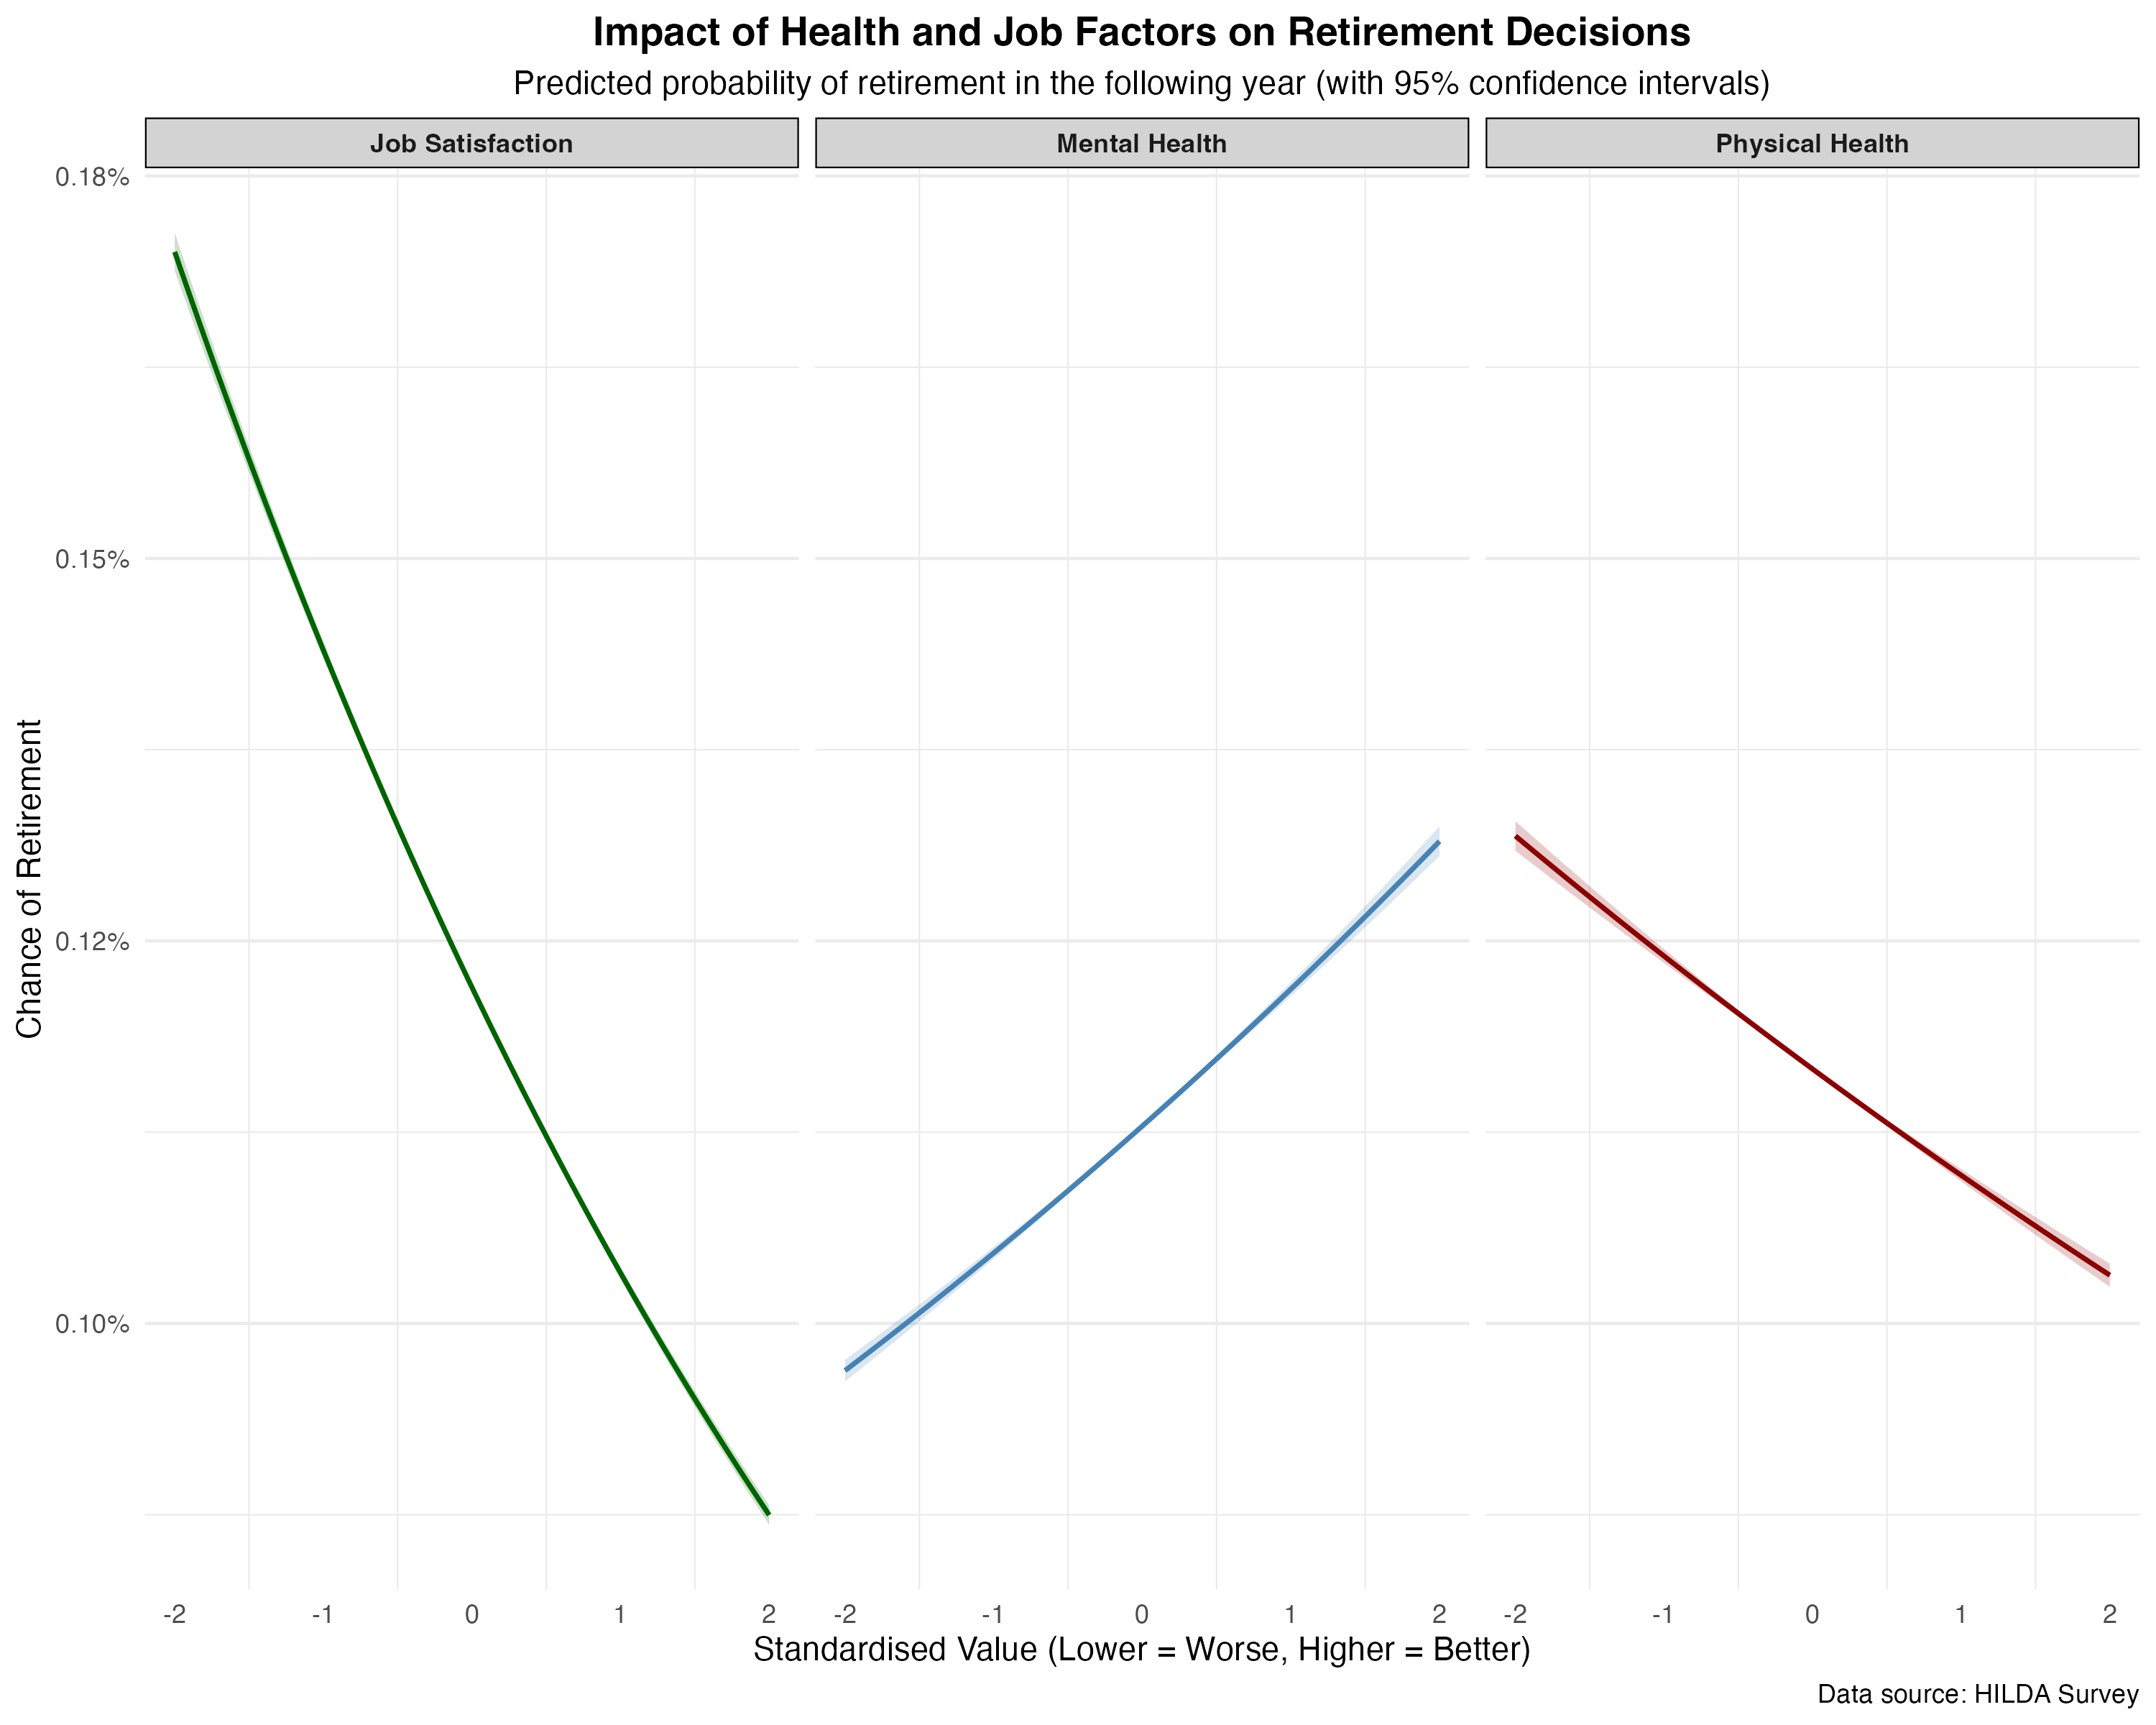 Impact of Health and Job Factors on Retirement Decisions
Predicted probability of retirement in the following year (with 95% confidence intervals)
Job Satisfaction
Mental Health
Physical Health
Chance of Retirement
0.18%
0.15%
0.12%
0.10%
-2 -1 0 1 2
-2 -1 0 1 2
-2 -1 0 1 2
Standardised Value (Lower = Worse, Higher = Better)
Data source: HILDA Survey